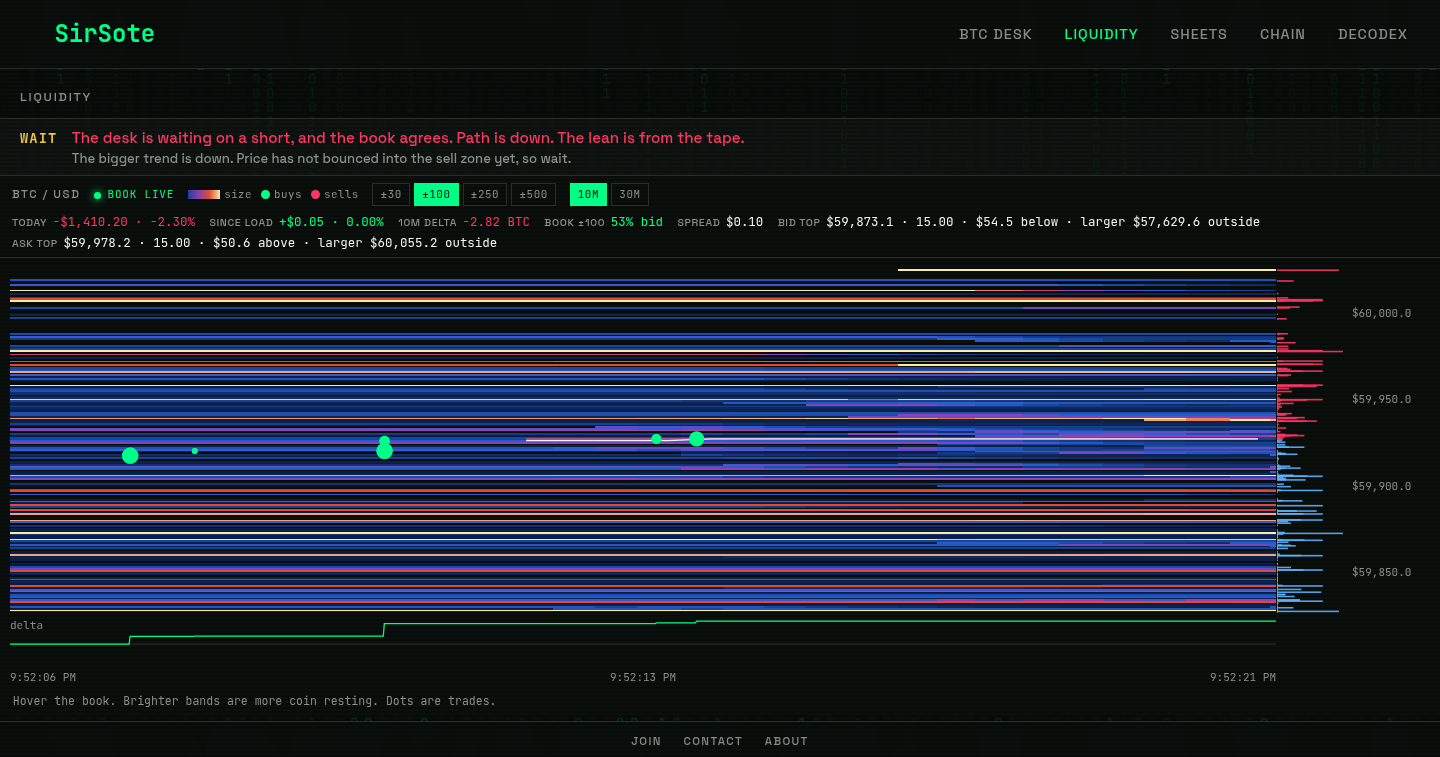 SirSote
BTC DESK LIQUIDITY SHEETS CHAIN DECODEX
LIQUIDITY
WAIT The desk is waiting on a short, and the book agrees. Path is down. The lean is from the tape.
The bigger trend is down. Price has not bounced into the sell zone yet, so wait.
BTC / USD BOOK LIVE size buys sells ±30 ±100 ±250 ±500 10M 30M
TODAY -$1,410.20 · -2.30% SINCE LOAD +$0.05 · 0.00% 10M DELTA -2.82 BTC BOOK ±100 53% bid SPREAD $0.10 BID TOP $59,873.1 · 15.00 · $54.5 below · larger $57,629.6 outside
ASK TOP $59,978.2 · 15.00 · $50.6 above · larger $60,055.2 outside
$60,000.0
$59,950.0
$59,900.0
$59,850.0
delta
9:52:06 PM 9:52:13 PM 9:52:21 PM
Hover the book. Brighter bands are more coin resting. Dots are trades.
JOIN CONTACT ABOUT